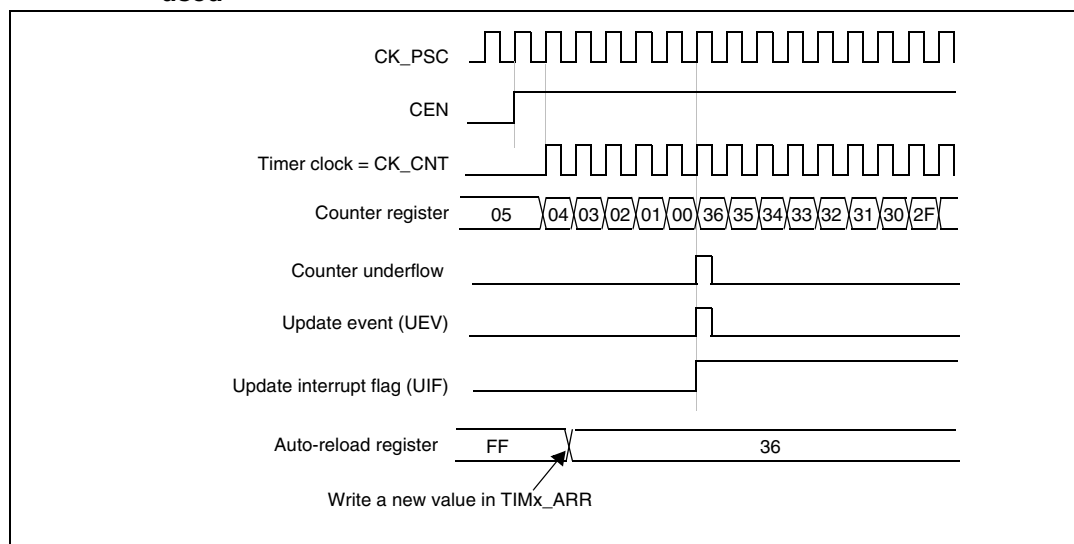 CK_PSC
CEN
Timer clock = CK_CNT
Counter register 05 04 03 02 01 00 36 35 34 33 32 31 30 2F
Counter underflow
Update event (UEV)
Update interrupt flag (UIF)
Auto-reload register FF 36
Write a new value in TIMx_ARR